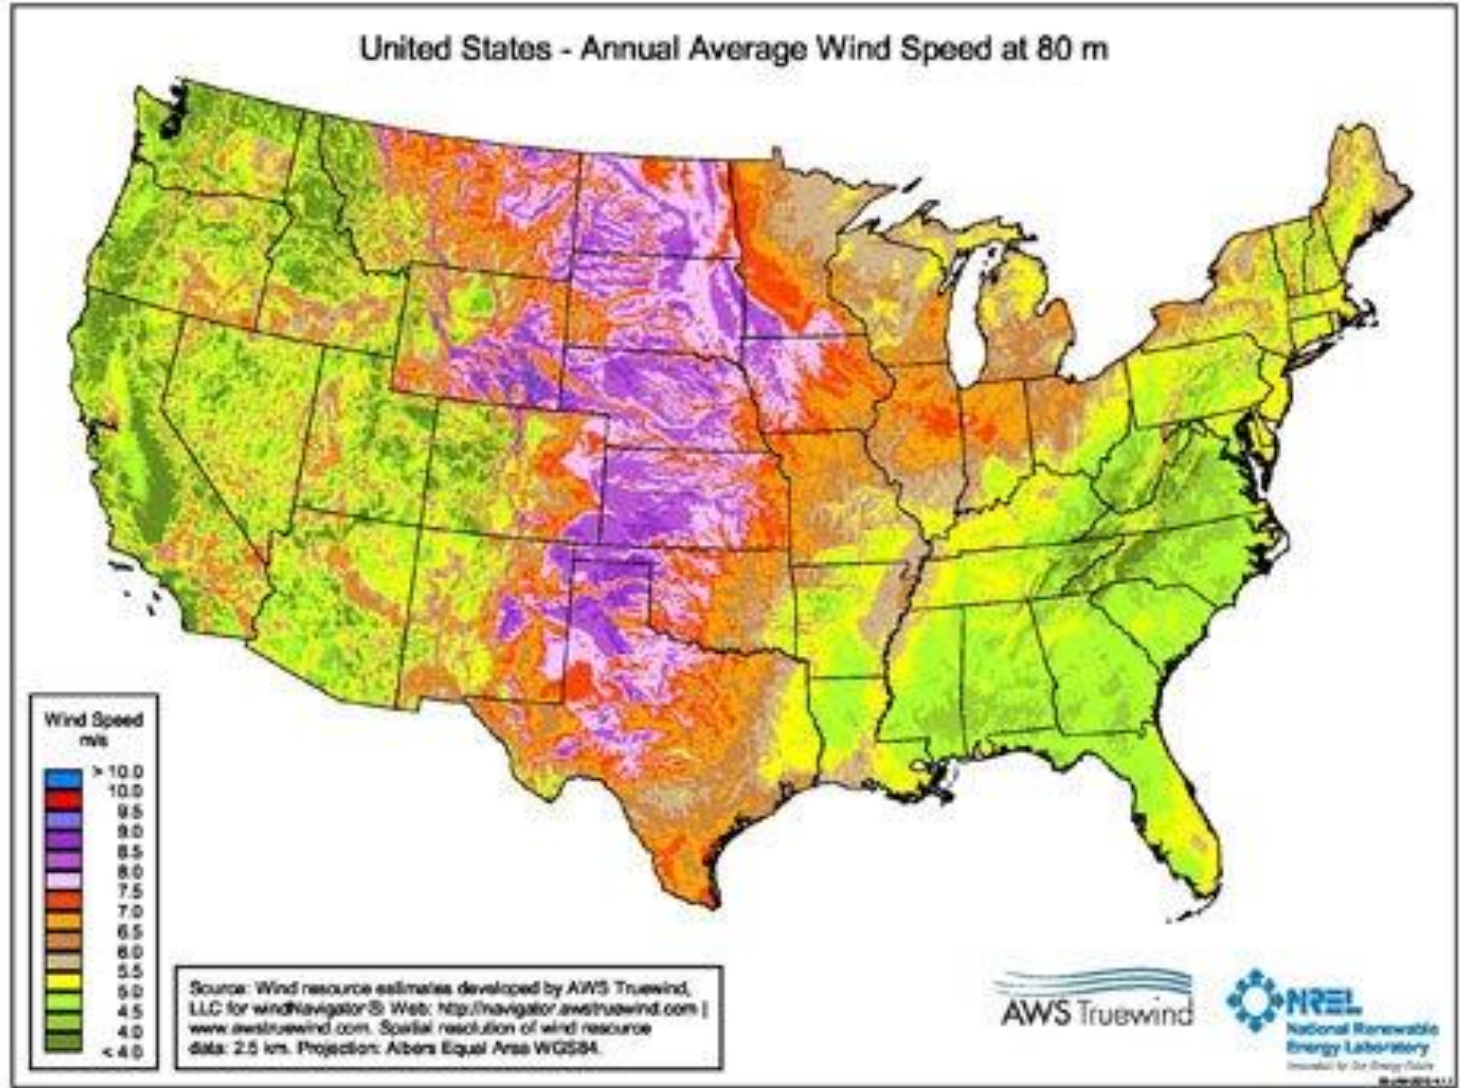 United States - Annual Average Wind Speed at 80 m
Wind Speed
m/s
> 10.0
10.0
9.5
9.0
8.5
8.0
7.5
7.0
6.5
6.0
5.5
5.0
4.5
4.0
< 4.0
Source: Wind resource estimates developed by AWS Truewind,
LLC for windNavigator® Web: http://navigator.awstruewind.com |
www.awstruewind.com. Spatial resolution of wind resource
data: 2.5 km. Projection: Albers Equal Area WGS84.
AWS Truewind
NREL
National Renewable
Energy Laboratory